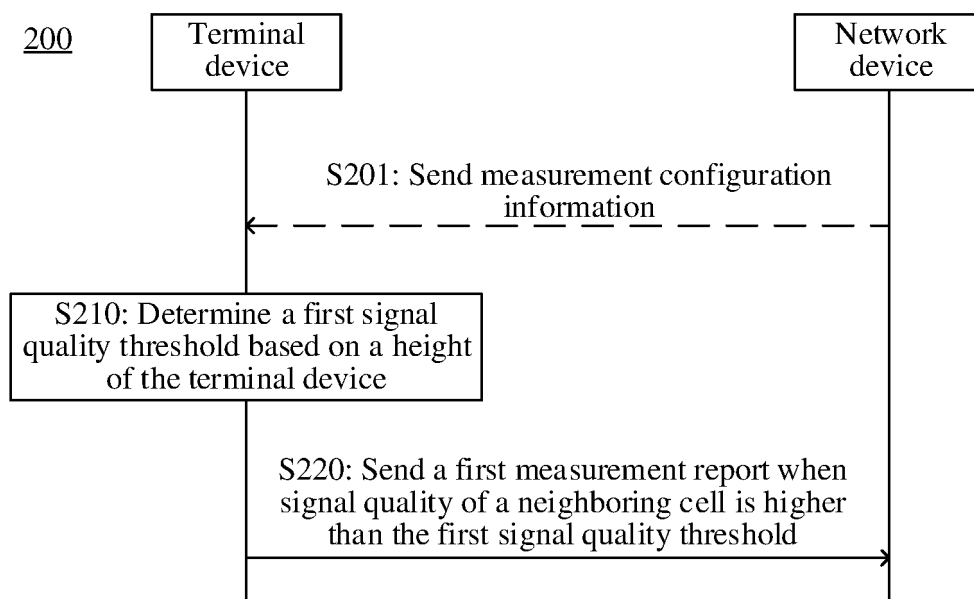 200
Terminal
device
Network
device
S201: Send measurement configuration
information
S210: Determine a first signal
quality threshold based on a height
of the terminal device
S220: Send a first measurement report when
signal quality of a neighboring cell is higher
than the first signal quality threshold